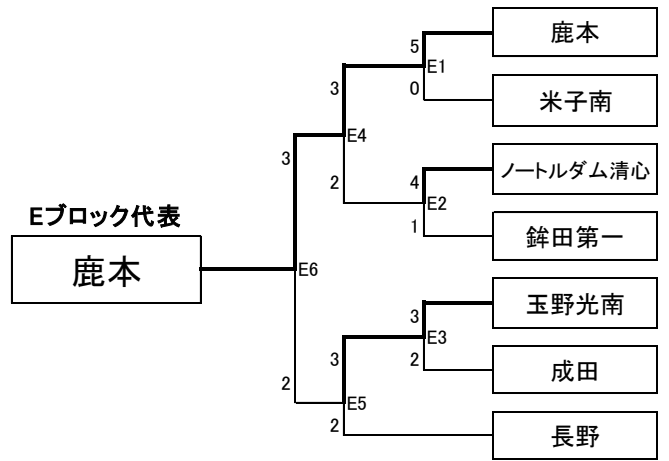 5
鹿本
E1
3
0
米子南
E4
3
2
4
ノートルダム清心
E2
1
鉾田第一
Eブロック代表
鹿本
E6
3
玉野光南
E3
3
2
成田
2
E5
2
長野